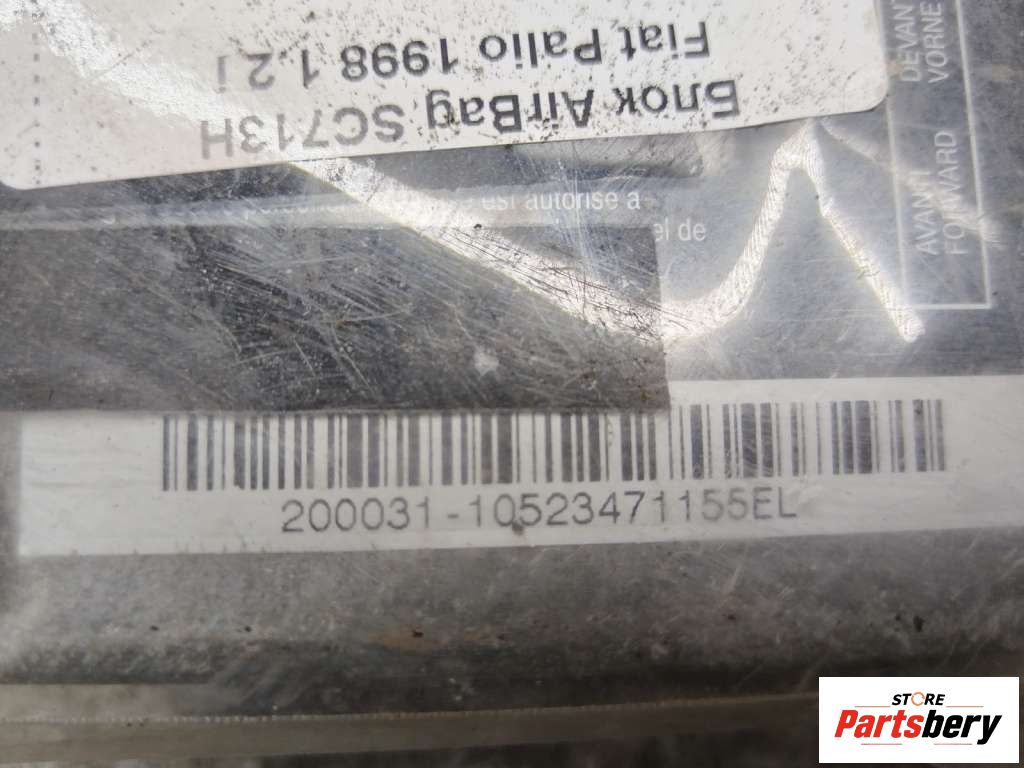 Блок AirBag SC713H
Fiat Palio 1998 1.2 i
DEVANT
VORNE
AVANTI
FORWARD
est autorise a
de
200031-10523471155EL
STORE
Partsbery